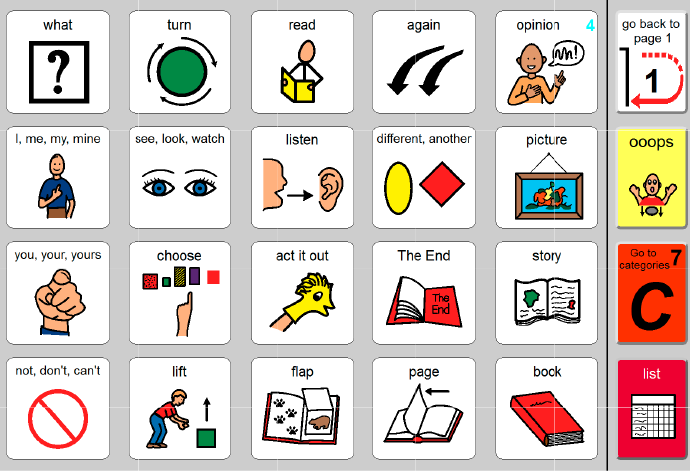 what
turn
read
again
opinion 4
go back to
page 1
?
1
I, me, my, mine
see, look, watch
listen
different, another
picture
ooops
you, your, yours
choose
act it out
The End
story
Go to
categories 7
The
End
C
not, don't, can't
lift
flap
page
bock
list